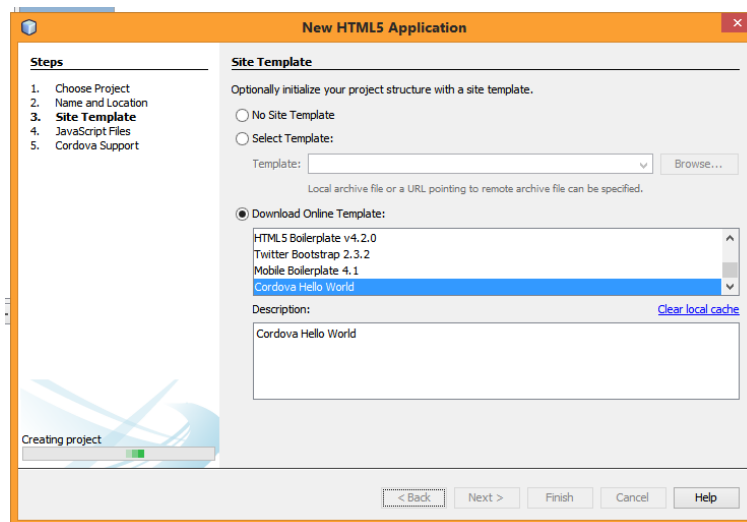 New HTML5 Application
Steps
1. Choose Project
2. Name and Location
3. Site Template
4. JavaScript Files
5. Cordova Support
Creating project
Site Template
Optionally initialize your project structure with a site template.
No Site Template
Select Template:
Template:
Browse...
Local archive file or a URL pointing to remote archive file can be specified.
Download Online Template:
HTML5 Boilerplate v4.2.0
Twitter Bootstrap 2.3.2
Mobile Boilerplate 4.1
Cordova Hello World
Description: Clear local cache
Cordova Hello World
< Back Next > Finish Cancel Help